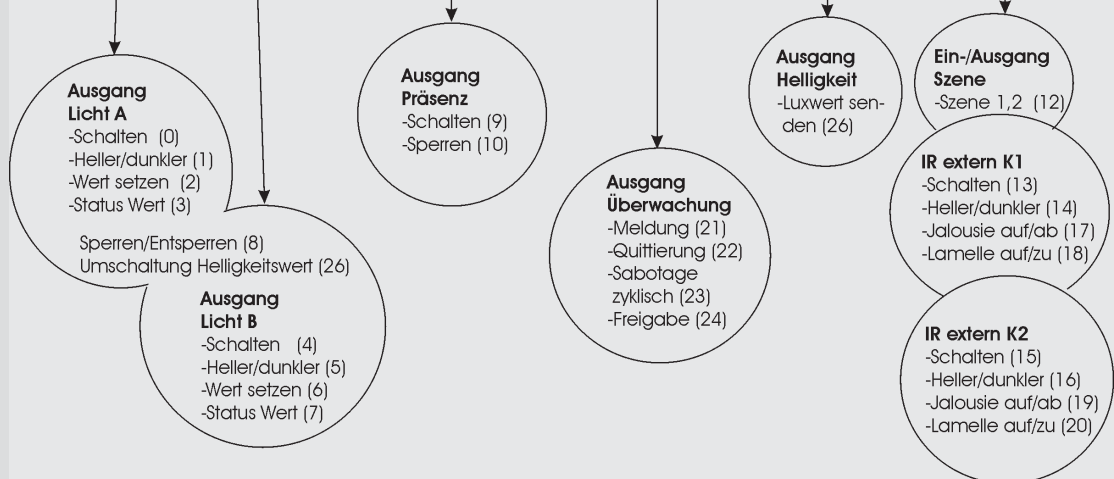 Ausgang
Licht A
-Schalten (0)
-Heller/dunkler (1)
-Wert setzen (2)
-Status Wert (3)
Sperren/Entsperren (8)
Umschaltung Helligkeitswert (26)
Ausgang
Licht B
-Schalten (4)
-Heller/dunkler (5)
-Wert setzen (6)
-Status Wert (7)
Ausgang
Präsenz
-Schalten (9)
-Sperren (10)
Ausgang
Überwachung
-Meldung (21)
-Quittierung (22)
-Sabotage
zyklisch (23)
-Freigabe (24)
Ausgang
Helligkeit
-Luxwert sen-
den (26)
Ein-/Ausgang
Szene
-Szene 1,2 (12)
IR extern K1
-Schalten (13)
-Heller/dunkler (14)
-Jalousie auf/ab (17)
-Lamelle auf/zu (18)
IR extern K2
-Schalten (15)
-Heller/dunkler (16)
-Jalousie auf/ab (19)
-Lamelle auf/zu (20)